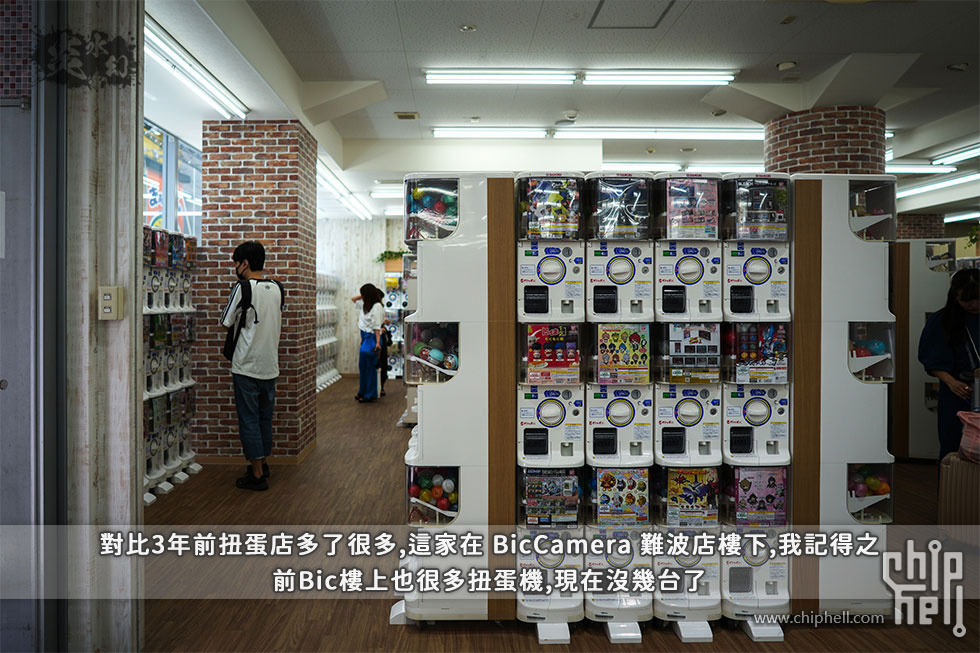 對比3年前扭蛋店多了很多,這家在 BicCamera 難波店樓下,我記得之
前Bic樓上也很多扭蛋機,現在沒幾台了
chip
hell
www.chiphell.com